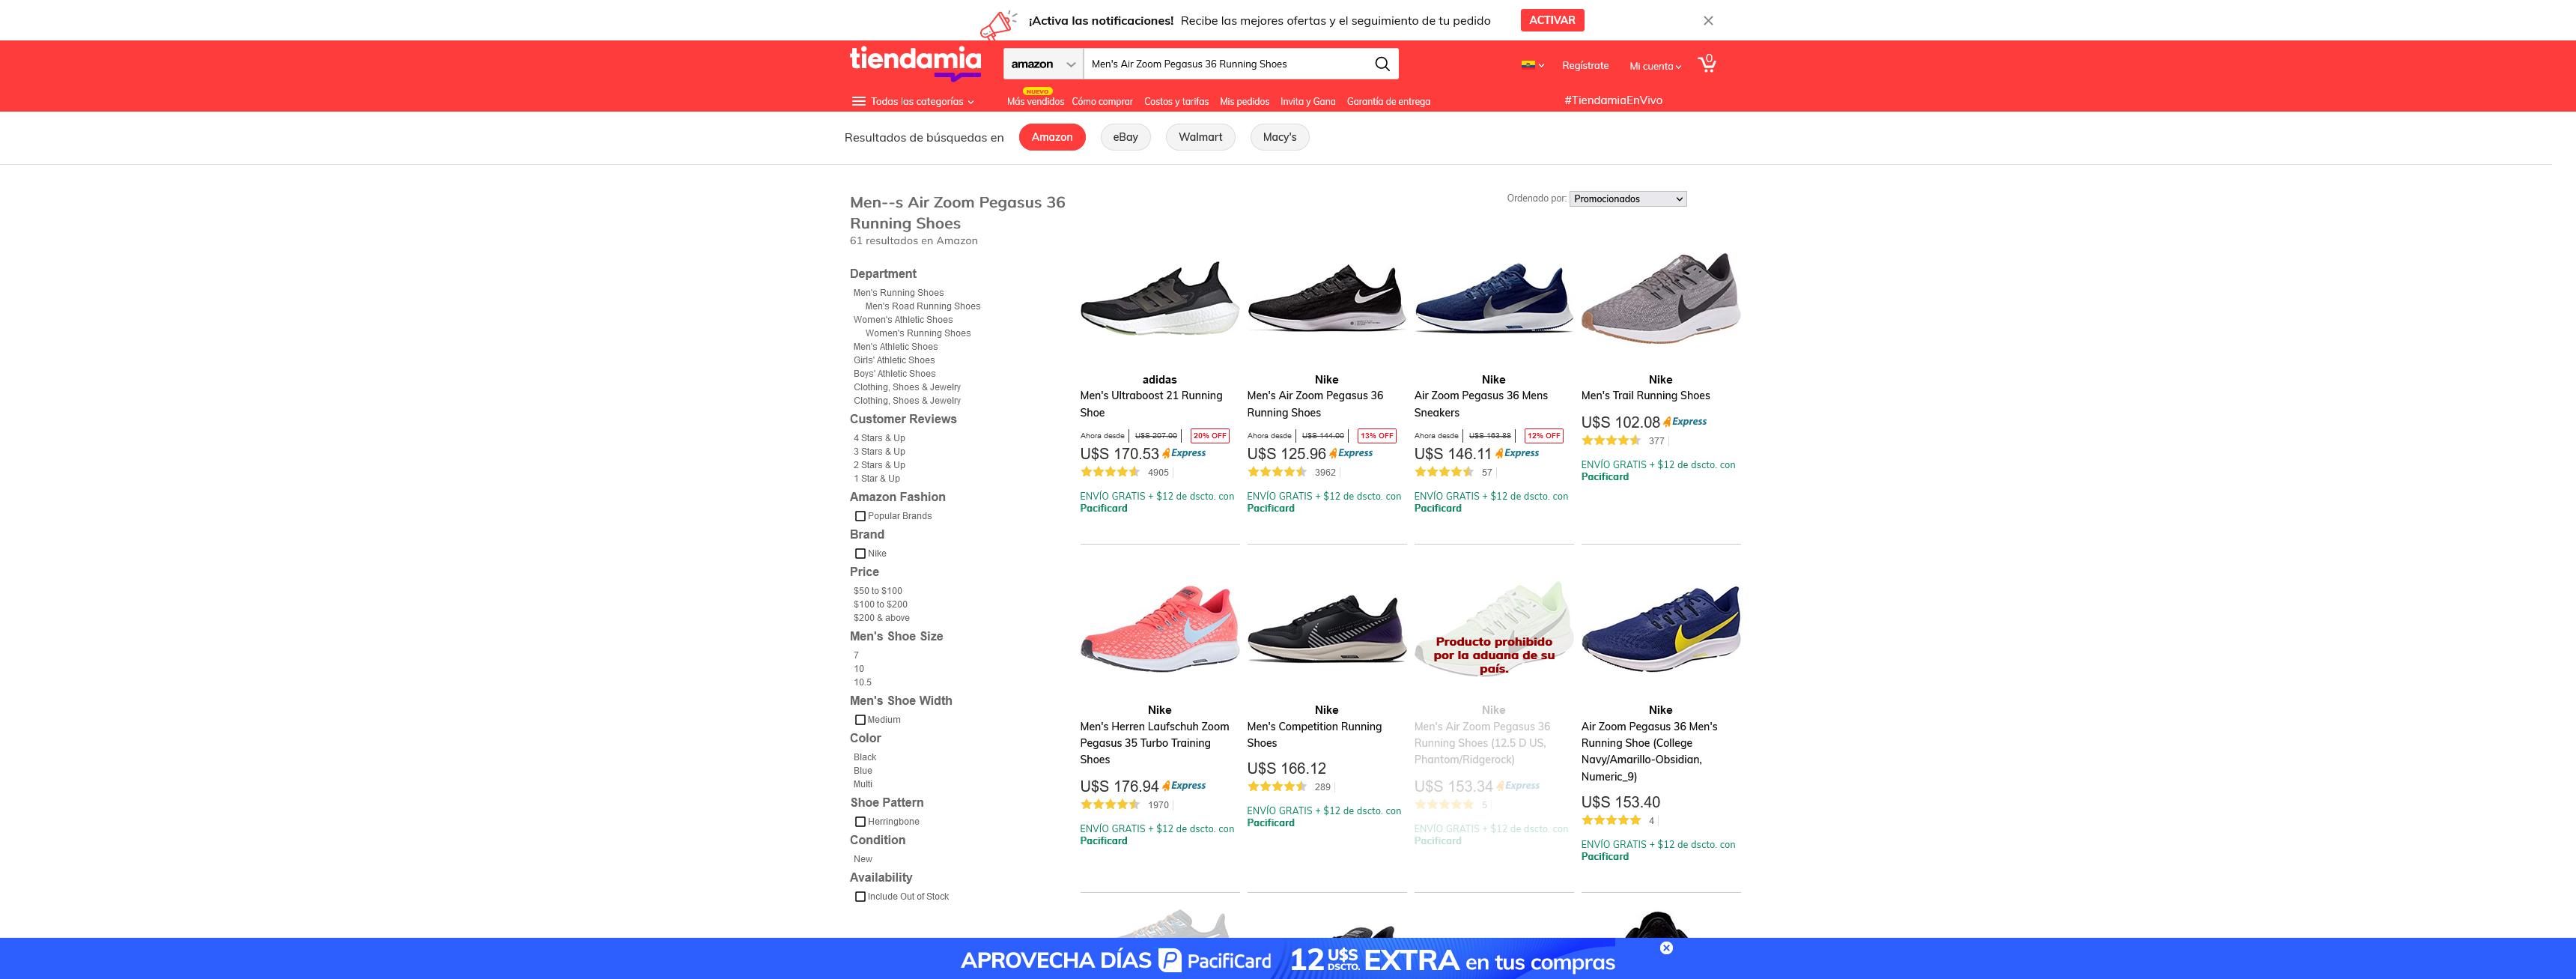 ¡Activa las notificaciones! Recibe las mejores ofertas y el seguimiento de tu pedido
ACTIVAR
tiendamia
amazon
Men's Air Zoom Pegasus 36 Running Shoes
Regístrate
Mi cuenta
0
Todas las categorías
NUEVO
Más vendidos
Cómo comprar
Costos y tarifas
Mis pedidos
Invita y Gana
Garantía de entrega
#TiendamiaEnVivo
Resultados de búsquedas en
Amazon
eBay
Walmart
Macy's
Men--s Air Zoom Pegasus 36
Running Shoes
61 resultados en Amazon
Ordenado por:
Promocionados
Department
Men's Running Shoes
Men's Road Running Shoes
Women's Athletic Shoes
Women's Running Shoes
Men's Athletic Shoes
Girls' Athletic Shoes
Boys' Athletic Shoes
Clothing, Shoes & Jewelry
Clothing, Shoes & Jewelry
Customer Reviews
4 Stars & Up
3 Stars & Up
2 Stars & Up
1 Star & Up
Amazon Fashion
Popular Brands
Brand
Nike
Price
$50 to $100
$100 to $200
$200 & above
Men's Shoe Size
7
10
10.5
Men's Shoe Width
Medium
Color
Black
Blue
Multi
Shoe Pattern
Herringbone
Condition
New
Availability
Include Out of Stock
adidas
Men's Ultraboost 21 Running
Shoe
Ahora desde
U$S 207.00
20% OFF
U$S 170.53 Express
4905
ENVÍO GRATIS + $12 de dscto. con
Pacificard
Nike
Men's Air Zoom Pegasus 36
Running Shoes
Ahora desde
U$S 144.00
13% OFF
U$S 125.96 Express
3962
ENVÍO GRATIS + $12 de dscto. con
Pacificard
Nike
Air Zoom Pegasus 36 Mens
Sneakers
Ahora desde
U$S 163.88
12% OFF
U$S 146.11 Express
57
ENVÍO GRATIS + $12 de dscto. con
Pacificard
Nike
Men's Trail Running Shoes
U$S 102.08 Express
377
ENVÍO GRATIS + $12 de dscto. con
Pacificard
Nike
Men's Herren Laufschuh Zoom
Pegasus 35 Turbo Training
Shoes
U$S 176.94 Express
1970
ENVÍO GRATIS + $12 de dscto. con
Pacificard
Nike
Men's Competition Running
Shoes
U$S 166.12
289
ENVÍO GRATIS + $12 de dscto. con
Pacificard
Producto prohibido
por la aduana de su
país.
Nike
Men's Air Zoom Pegasus 36
Running Shoes (12.5 D US,
Phantom/Ridgerock)
U$S 153.34 Express
5
ENVÍO GRATIS + $12 de dscto. con
Pacificard
Nike
Air Zoom Pegasus 36 Men's
Running Shoe (College
Navy/Amarillo-Obsidian,
Numeric_9)
U$S 153.40
4
ENVÍO GRATIS + $12 de dscto. con
Pacificard
APROVECHA DÍAS PACIFICARD 12 U$S DSCTO. EXTRA en tus compras